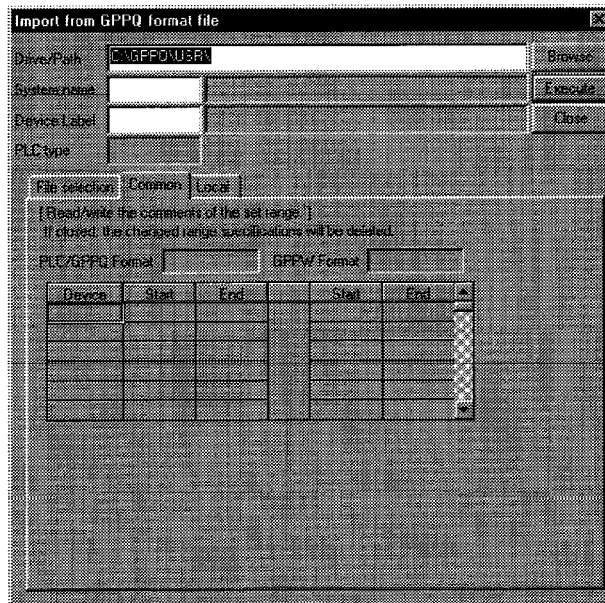 Import from GPPQ format file
Drive/Path C:\GPPQ\USR\ Browse
System name Execute
Device Label Close
PLC type
File selection Common Local
[ Read/write the comments of the set range. ]
If closed, the changed range specifications will be deleted.
PLC/GPPQ Format GPPW Format
Device Start End Start End